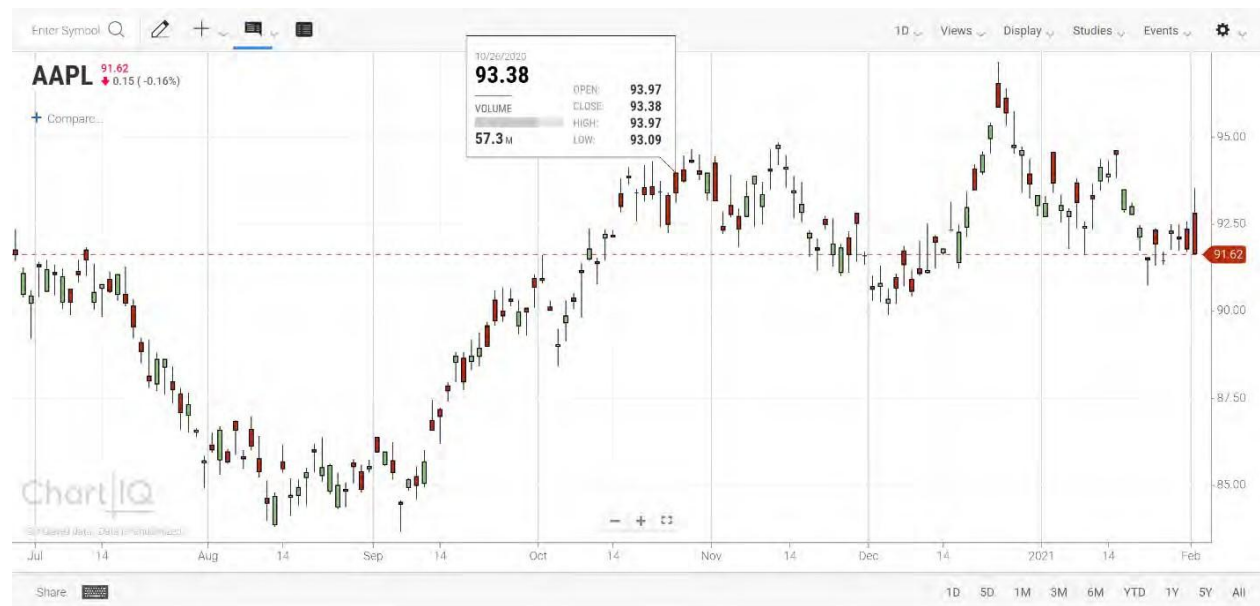 Enter Symbol
1D Views Display Studies Events
AAPL 91.62
0.15 (-0.16%)
+ Compare...
10/26/2020
93.38
VOLUME
57.3 M
OPEN: 93.97
CLOSE: 93.38
HIGH: 93.97
LOW: 93.09
95.00
92.50
91.62
90.00
87.50
85.00
ChartIQ
Jul 14 Aug 14 Sep 14 Oct 14 Nov 14 Dec 14 2021 14 Feb
Share
1D 5D 1M 3M 6M YTD 1Y 5Y All